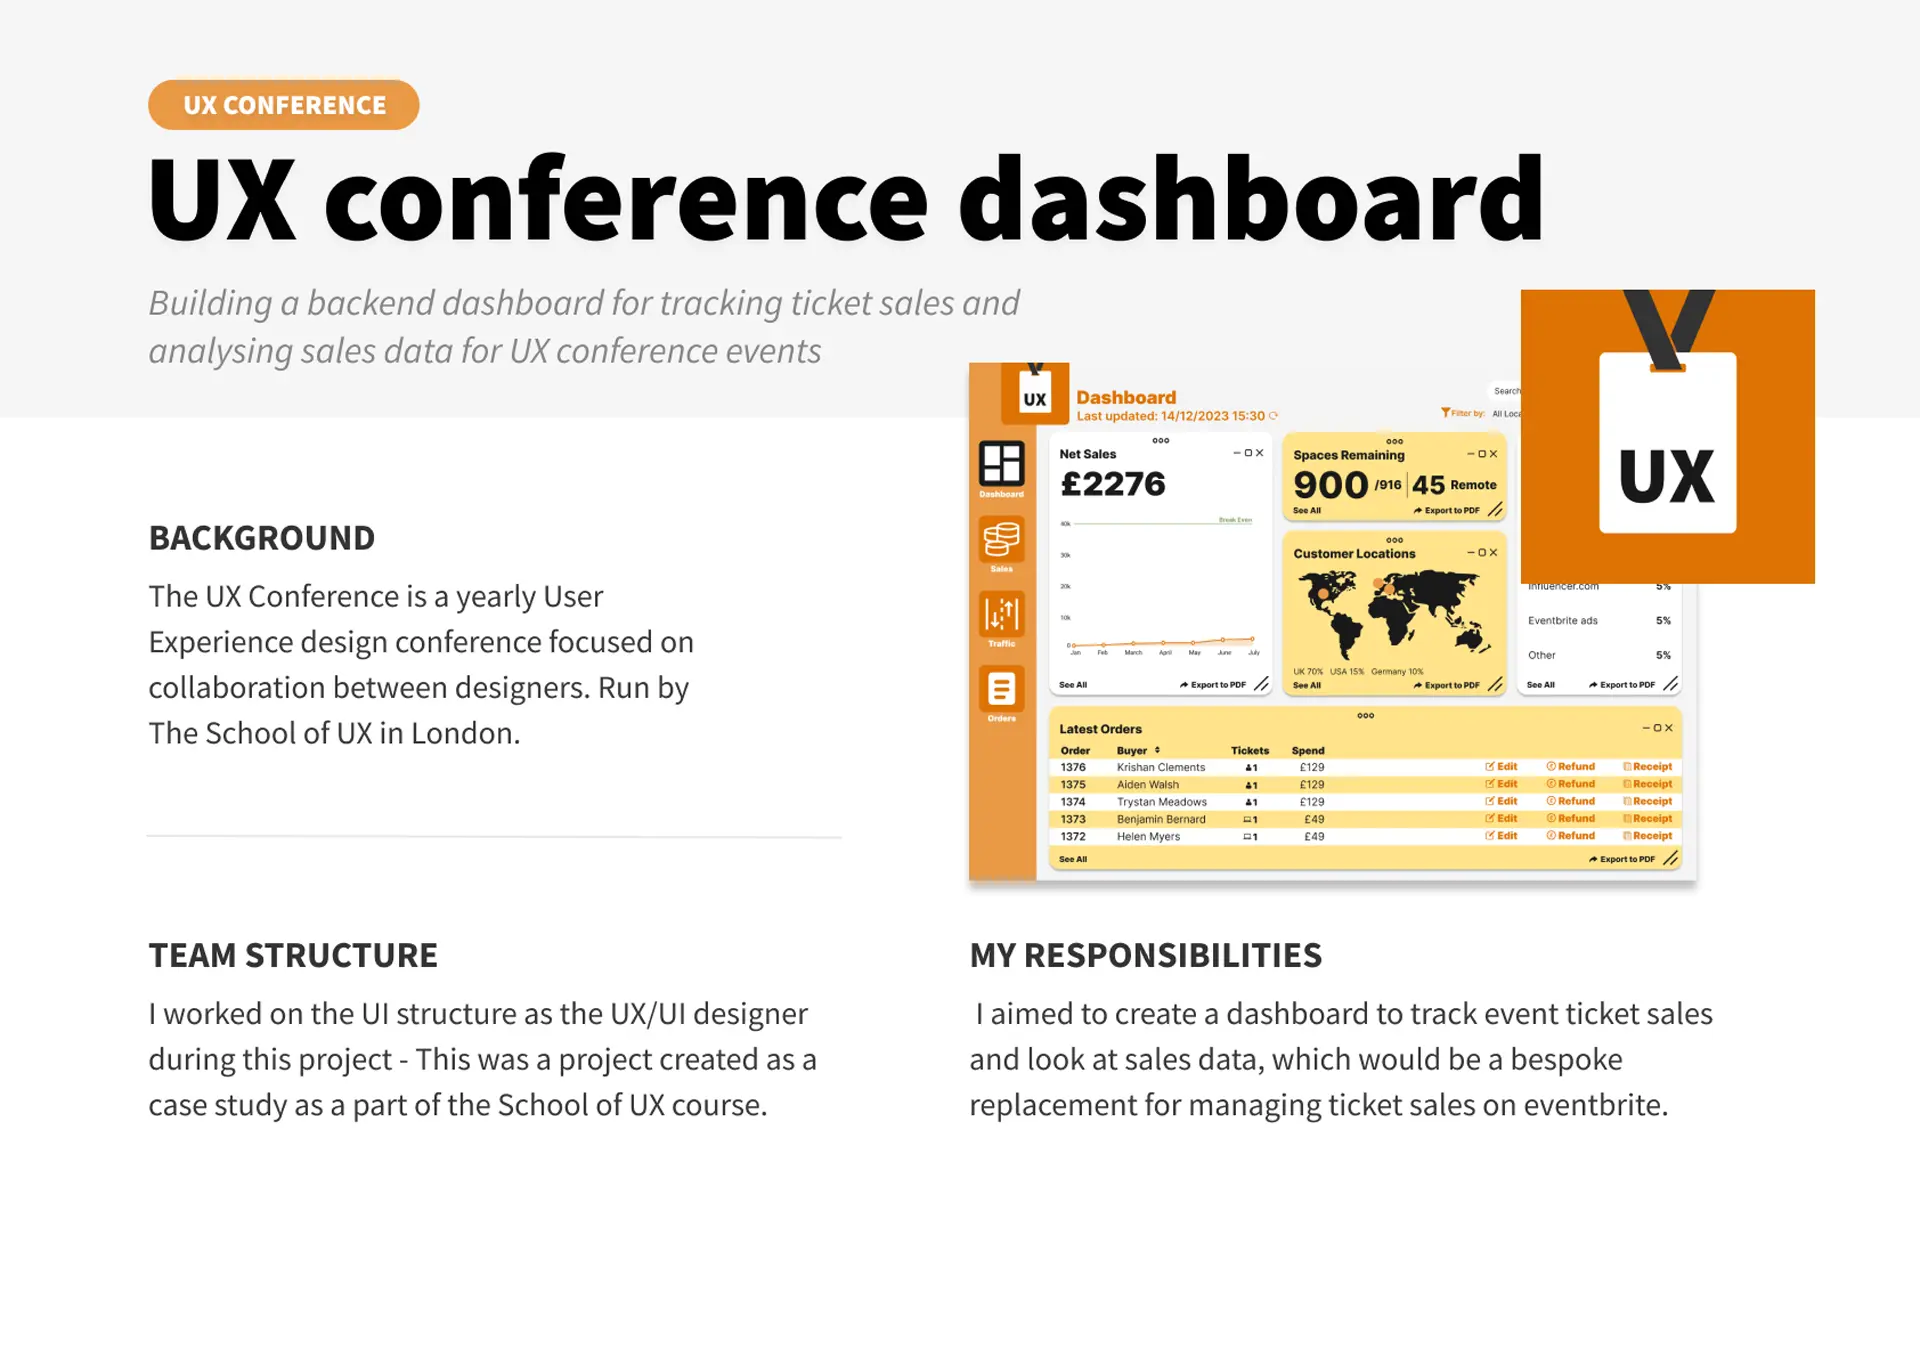 UX CONFERENCE
UX conference dashboard
Building a backend dashboard for tracking ticket sales and
analysing sales data for UX conference events
BACKGROUND
The UX Conference is a yearly User
Experience design conference focused on
collaboration between designers. Run by
The School of UX in London.
UX
Dashboard
Last updated: 14/12/2023 15:30
Search
Filter by: All Loca
Dashboard
Sales
Traffic
Orders
Net Sales
£2276
40k
Break Even
30k
20k
10k
0
Jan Feb March April May June July
See All Export to PDF
Spaces Remaining
900 /916 45 Remote
See All Export to PDF
Customer Locations
UK 70% USA 15% Germany 10%
See All Export to PDF
UX
Influencer.com 5%
Eventbrite ads 5%
Other 5%
See All Export to PDF
Latest Orders
Order Buyer Tickets Spend
1376 Krishan Clements 1 £129 Edit Refund Receipt
1375 Aiden Walsh 1 £129 Edit Refund Receipt
1374 Trystan Meadows 1 £129 Edit Refund Receipt
1373 Benjamin Bernard 1 £49 Edit Refund Receipt
1372 Helen Myers 1 £49 Edit Refund Receipt
See All Export to PDF
TEAM STRUCTURE
I worked on the UI structure as the UX/UI designer
during this project - This was a project created as a
case study as a part of the School of UX course.
MY RESPONSIBILITIES
I aimed to create a dashboard to track event ticket sales
and look at sales data, which would be a bespoke
replacement for managing ticket sales on eventbrite.